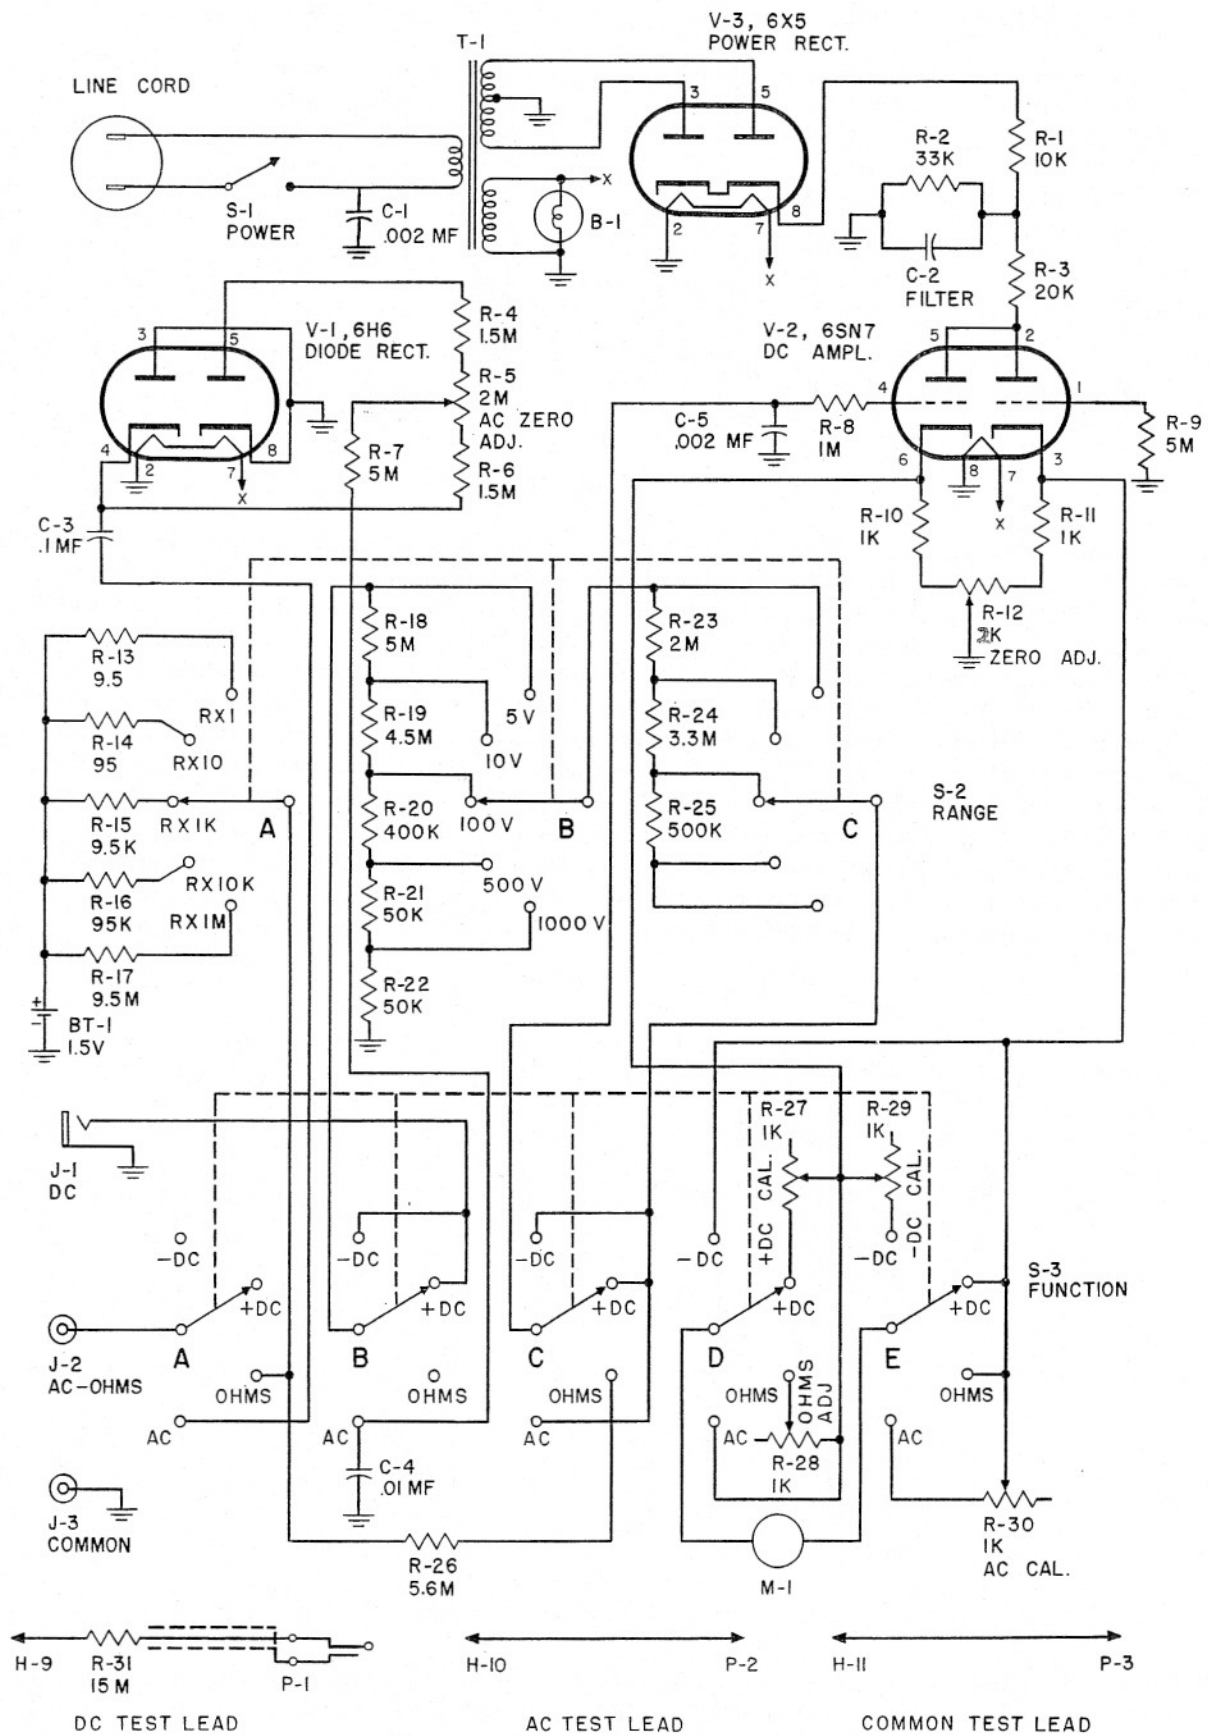 V-3, 6X5
POWER RECT.
T-1
LINE CORD
3
5
R-2
33K
R-1
10K
S-1
POWER
C-1
.002 MF
X
B-1
2
7
8
X
C-2
FILTER
R-3
20K
V-1, 6H6
DIODE RECT.
3
5
R-4
1.5M
V-2, 6SN7
DC AMPL.
5
2
R-5
2M
AC ZERO
ADJ.
4
1
C-5
.002 MF
R-8
1M
R-9
5M
R-7
5M
R-6
1.5M
4
2
7
8
X
6
8
7
3
X
C-3
.1MF
R-10
1K
R-11
1K
R-12
2K
ZERO ADJ.
R-13
9.5
RX1
R-18
5M
5V
R-23
2M
R-14
95
RX10
R-19
4.5M
10V
R-24
3.3M
R-15
9.5K
RX1K
A
R-20
400K
100V
B
R-25
500K
C
S-2
RANGE
R-16
95K
RX10K
RX1M
R-21
50K
500V
1000V
R-17
9.5M
R-22
50K
+
-
BT-1
1.5V
J-1
DC
R-27
1K
+DC CAL.
R-29
1K
-DC CAL.
-DC
-DC
-DC
-DC
-DC
+DC
+DC
+DC
+DC
+DC
S-3
FUNCTION
J-2
AC-OHMS
A
B
C
D
E
OHMS
OHMS
OHMS
OHMS
OHMS
OHMS
ADJ
AC
AC
AC
AC
AC
C-4
.01 MF
R-28
1K
J-3
COMMON
R-26
5.6M
M-1
R-30
1K
AC CAL.
H-9
R-31
15 M
P-1
H-10
P-2
H-11
P-3
DC TEST LEAD
AC TEST LEAD
COMMON TEST LEAD